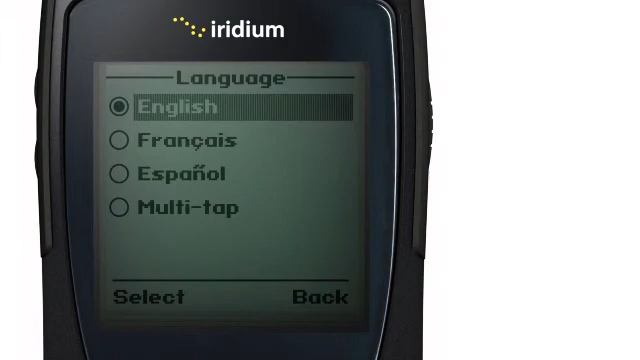 iridium
Language
English
Français
Español
Multi-tap
Select
Back